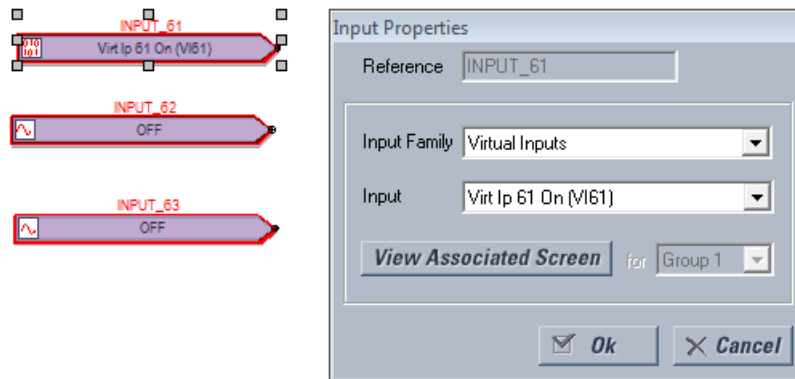 INPUT_61
Virt Ip 61 On (VI61)
INPUT_62
OFF
INPUT_63
OFF
Input Properties
Reference INPUT_61
Input Family Virtual Inputs
Input Virt Ip 61 On (VI61)
View Associated Screen for Group 1
Ok Cancel